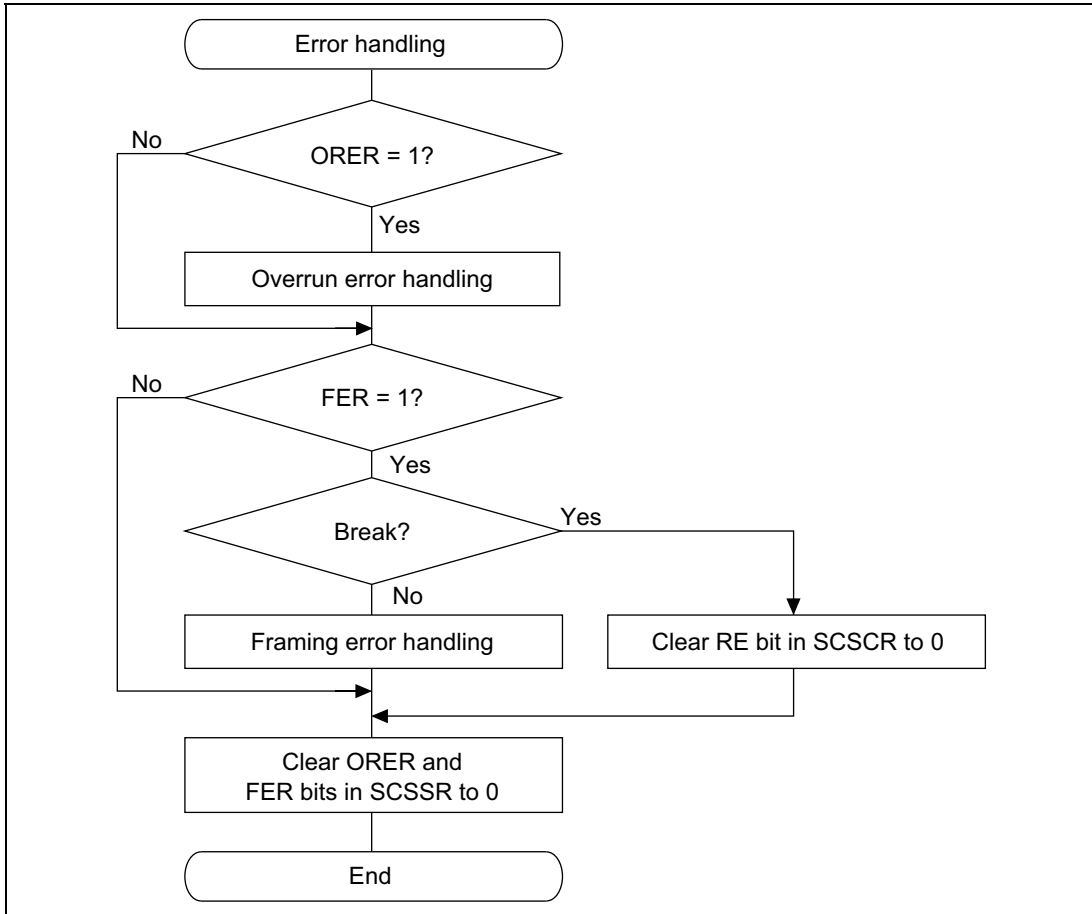 Error handling
No
ORER = 1?
Yes
Overrun error handling
No
FER = 1?
Yes
Break?
Yes
No
Framing error handling
Clear RE bit in SCSCR to 0
Clear ORER and
FER bits in SCSSR to 0
End